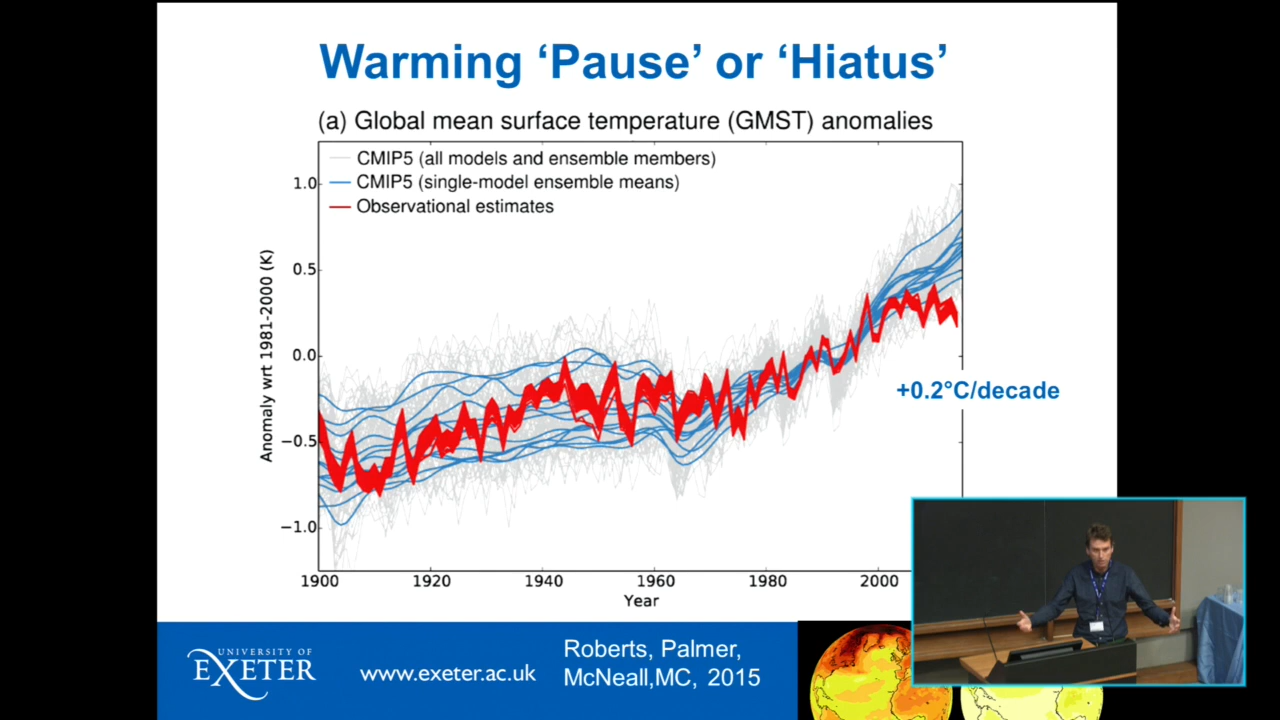 Warming ‘Pause’ or ‘Hiatus’
(a) Global mean surface temperature (GMST) anomalies
CMIP5 (all models and ensemble members)
CMIP5 (single-model ensemble means)
Observational estimates
Anomaly wrt 1981-2000 (K)
1.0
0.5
0.0
−0.5
−1.0
+0.2°C/decade
1900 1920 1940 1960 1980 2000
Year
UNIVERSITY OF
EXETER
www.exeter.ac.uk
Roberts, Palmer,
McNeall,MC, 2015